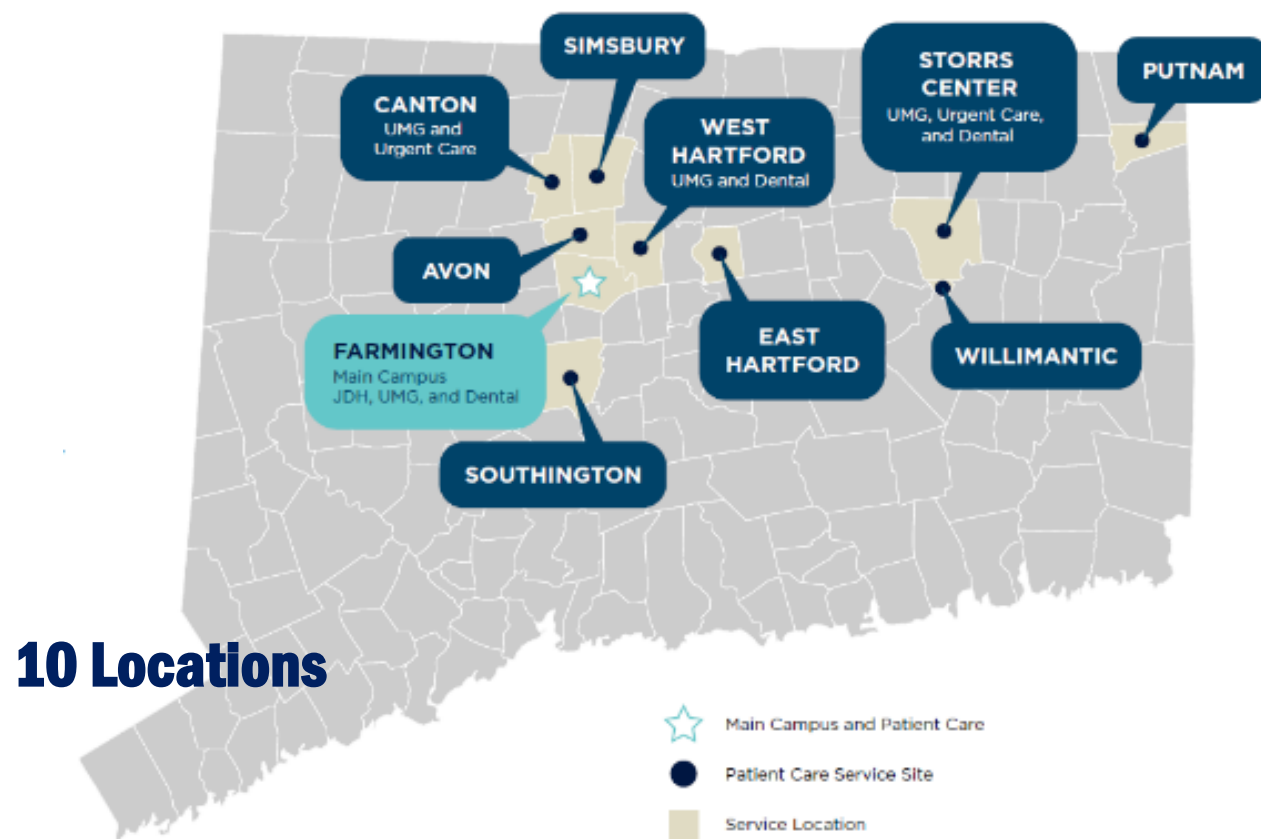 SIMSBURY
STORRS
CENTER
UMG, Urgent Care,
and Dental
PUTNAM
CANTON
UMG and
Urgent Care
WEST
HARTFORD
UMG and Dental
AVON
FARMINGTON
Main Campus
JDH, UMG, and Dental
EAST
HARTFORD
WILLIMANTIC
SOUTHINGTON
10 Locations
Main Campus and Patient Care
Patient Care Service Site
Service Location